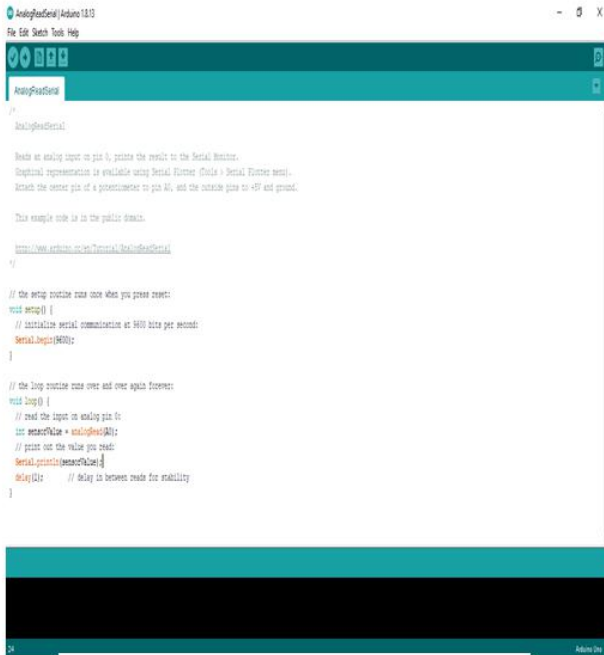 AnalogReadSerial | Arduino 1.8.13
File Edit Sketch Tools Help
AnalogReadSerial
/*
AnalogReadSerial
Reads an analog input on pin 0, prints the result to the Serial Monitor.
Graphical representation is available using Serial Plotter (Tools > Serial Plotter menu).
Attach the center pin of a potentiometer to pin A0, and the outside pins to +5V and ground.
This example code is in the public domain.
http://www.arduino.cc/en/Tutorial/AnalogReadSerial
*/
// the setup routine runs once when you press reset:
void setup() {
// initialize serial communication at 9600 bits per second:
Serial.begin(9600);
}
// the loop routine runs over and over again forever:
void loop() {
// read the input on analog pin 0:
int sensorValue = analogRead(A0);
// print out the value you read:
Serial.println(sensorValue);
delay(1); // delay in between reads for stability
}
24
Arduino Uno